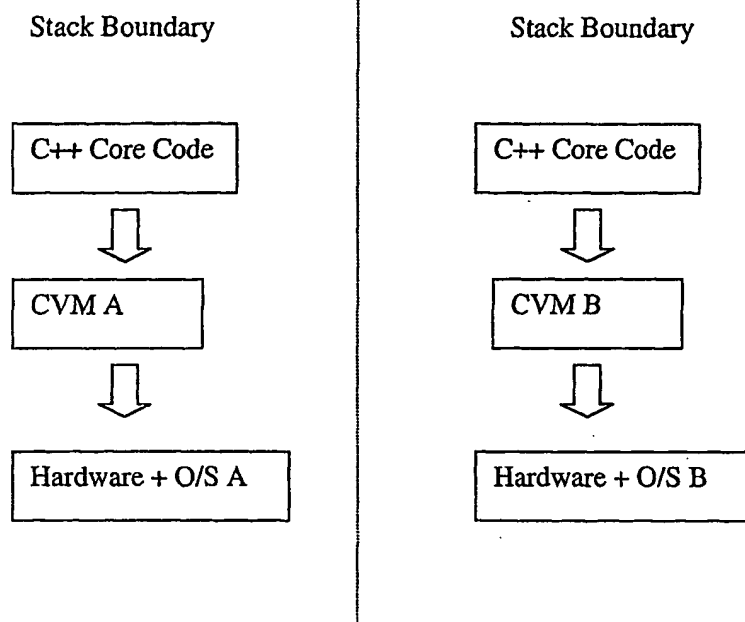 Stack Boundary
C++ Core Code
CVM A
Hardware + O/S A
Stack Boundary
C++ Core Code
CVM B
Hardware + O/S B